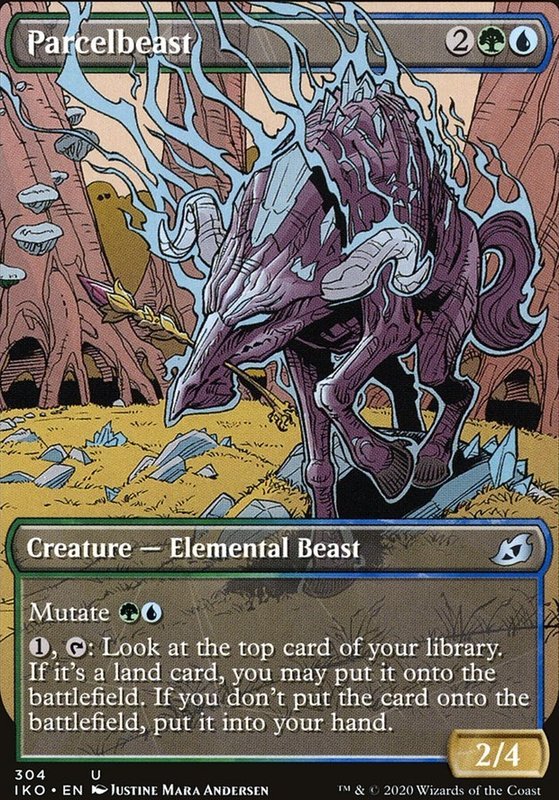 Parcelbeast 2
Creature — Elemental Beast
Mutate
1, : Look at the top card of your library.
If it's a land card, you may put it onto the
battlefield. If you don't put the card onto the
battlefield, put it into your hand.
2/4
304 U
IKO • EN Justine Mara Andersen ™ & © 2020 Wizards of the Coast